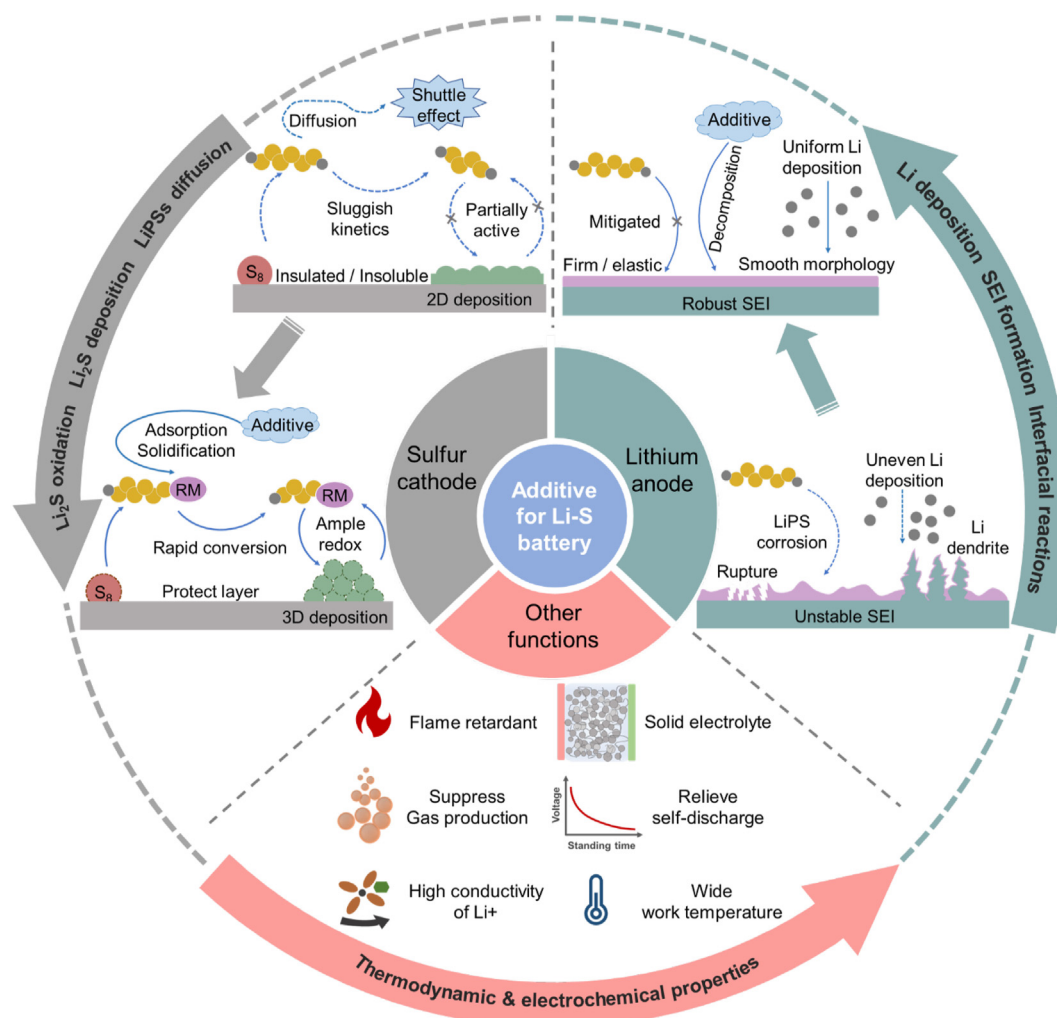 Shuttle
effect
Diffusion
Sluggish
kinetics
Partially
active
S₈
Insulated / Insoluble
2D deposition
Additive
Uniform Li
deposition
Mitigated
Decomposition
Firm / elastic
Smooth morphology
Robust SEI
Li₂S oxidation Li₂S deposition LiPSs diffusion
Li deposition SEI formation Interfacial reactions
Adsorption
Solidification
Additive
RM
RM
Rapid conversion
Ample
redox
S₈
Protect layer
3D deposition
Sulfur
cathode
Lithium
anode
Additive
for Li-S
battery
Other
functions
Uneven Li
deposition
LiPS
corrosion
Li
dendrite
Rupture
Unstable SEI
Flame retardant
Solid electrolyte
Suppress
Gas production
Voltage
Standing time
Relieve
self-discharge
High conductivity
of Li+
Wide
work temperature
Thermodynamic & electrochemical properties